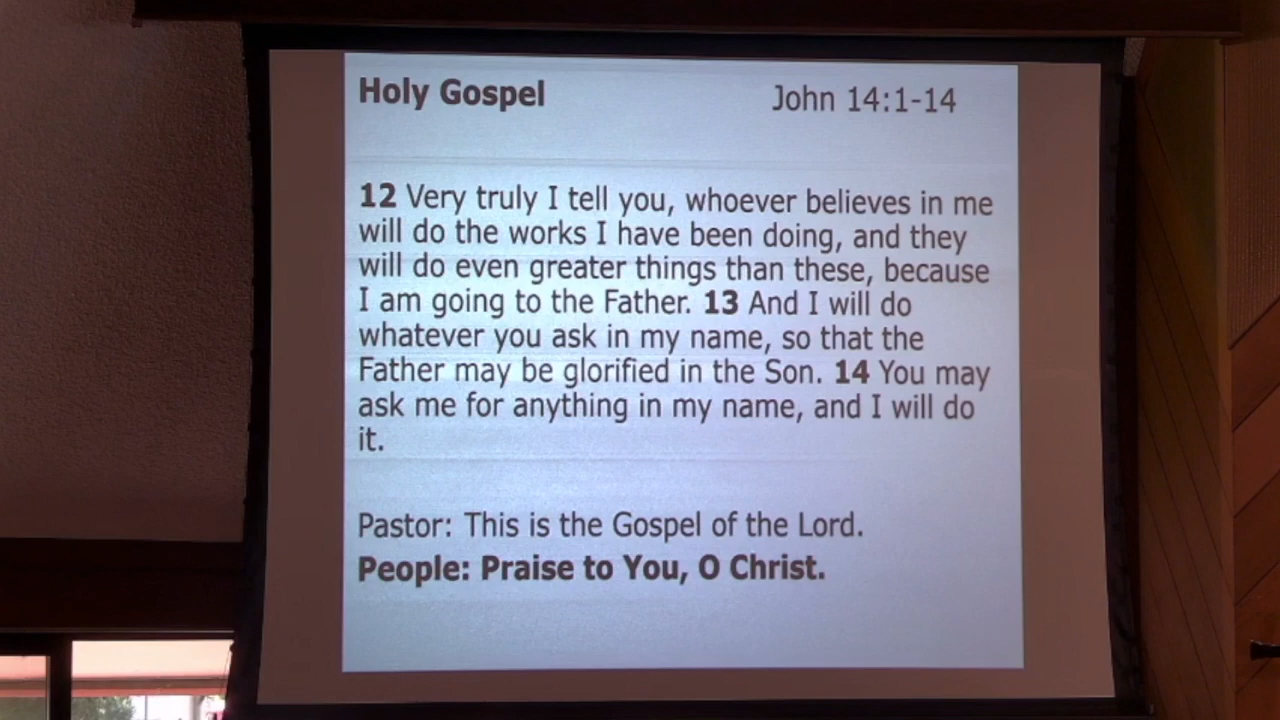 Holy Gospel John 14:1-14
12 Very truly I tell you, whoever believes in me
will do the works I have been doing, and they
will do even greater things than these, because
I am going to the Father. 13 And I will do
whatever you ask in my name, so that the
Father may be glorified in the Son. 14 You may
ask me for anything in my name, and I will do
it.
Pastor: This is the Gospel of the Lord.
People: Praise to You, O Christ.